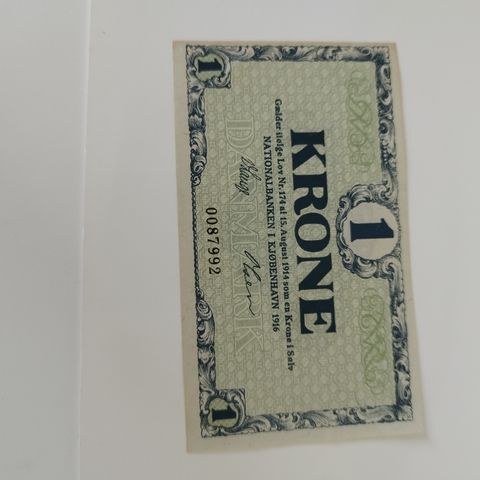 1
KRONE
Gælder ifølge Lov Nr. 174 af 15. August 1914 som en Krone i Sølv
NATIONALBANKEN I KJØBENHAVN 1916
DANMARK
0087992
1 1